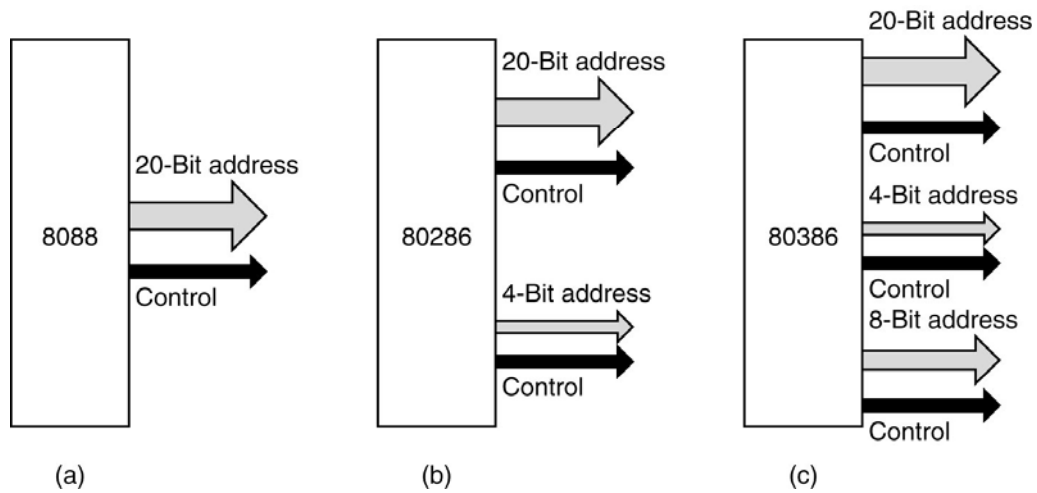 20-Bit address
Control
8088
(a)
20-Bit address
Control
80286
4-Bit address
Control
(b)
20-Bit address
Control
4-Bit address
80386
Control
8-Bit address
Control
(c)